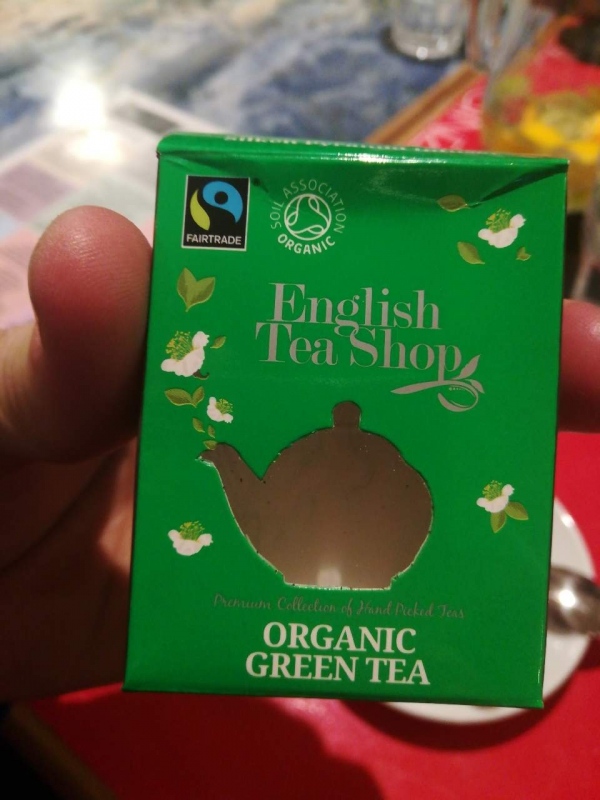 FAIRTRADE
SOIL ASSOCIATION
ORGANIC
English
Tea Shop
Premium Collection of Hand Picked Teas
ORGANIC
GREEN TEA